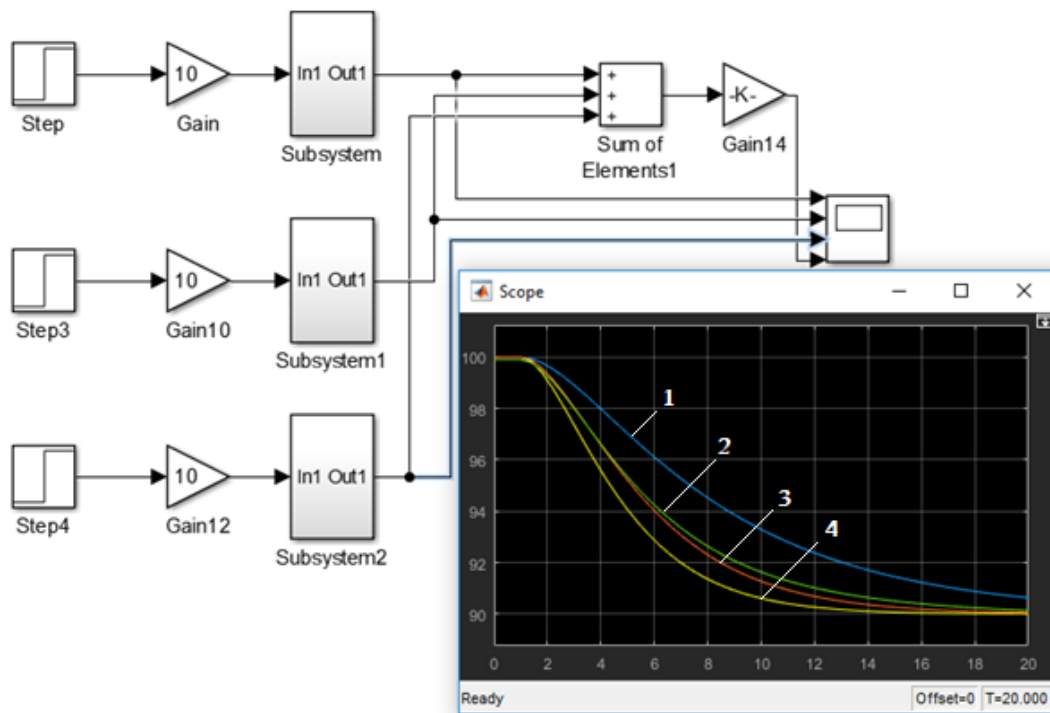 10
In1 Out1
Step
Gain
Subsystem
+
+
+
Sum of
Elements1
-K-
Gain14
10
In1 Out1
Step3
Gain10
Subsystem1
10
In1 Out1
Step4
Gain12
Subsystem2
Scope
100
98
96
94
92
90
1
2
3
4
0 2 4 6 8 10 12 14 16 18 20
Ready Offset=0 T=20.000